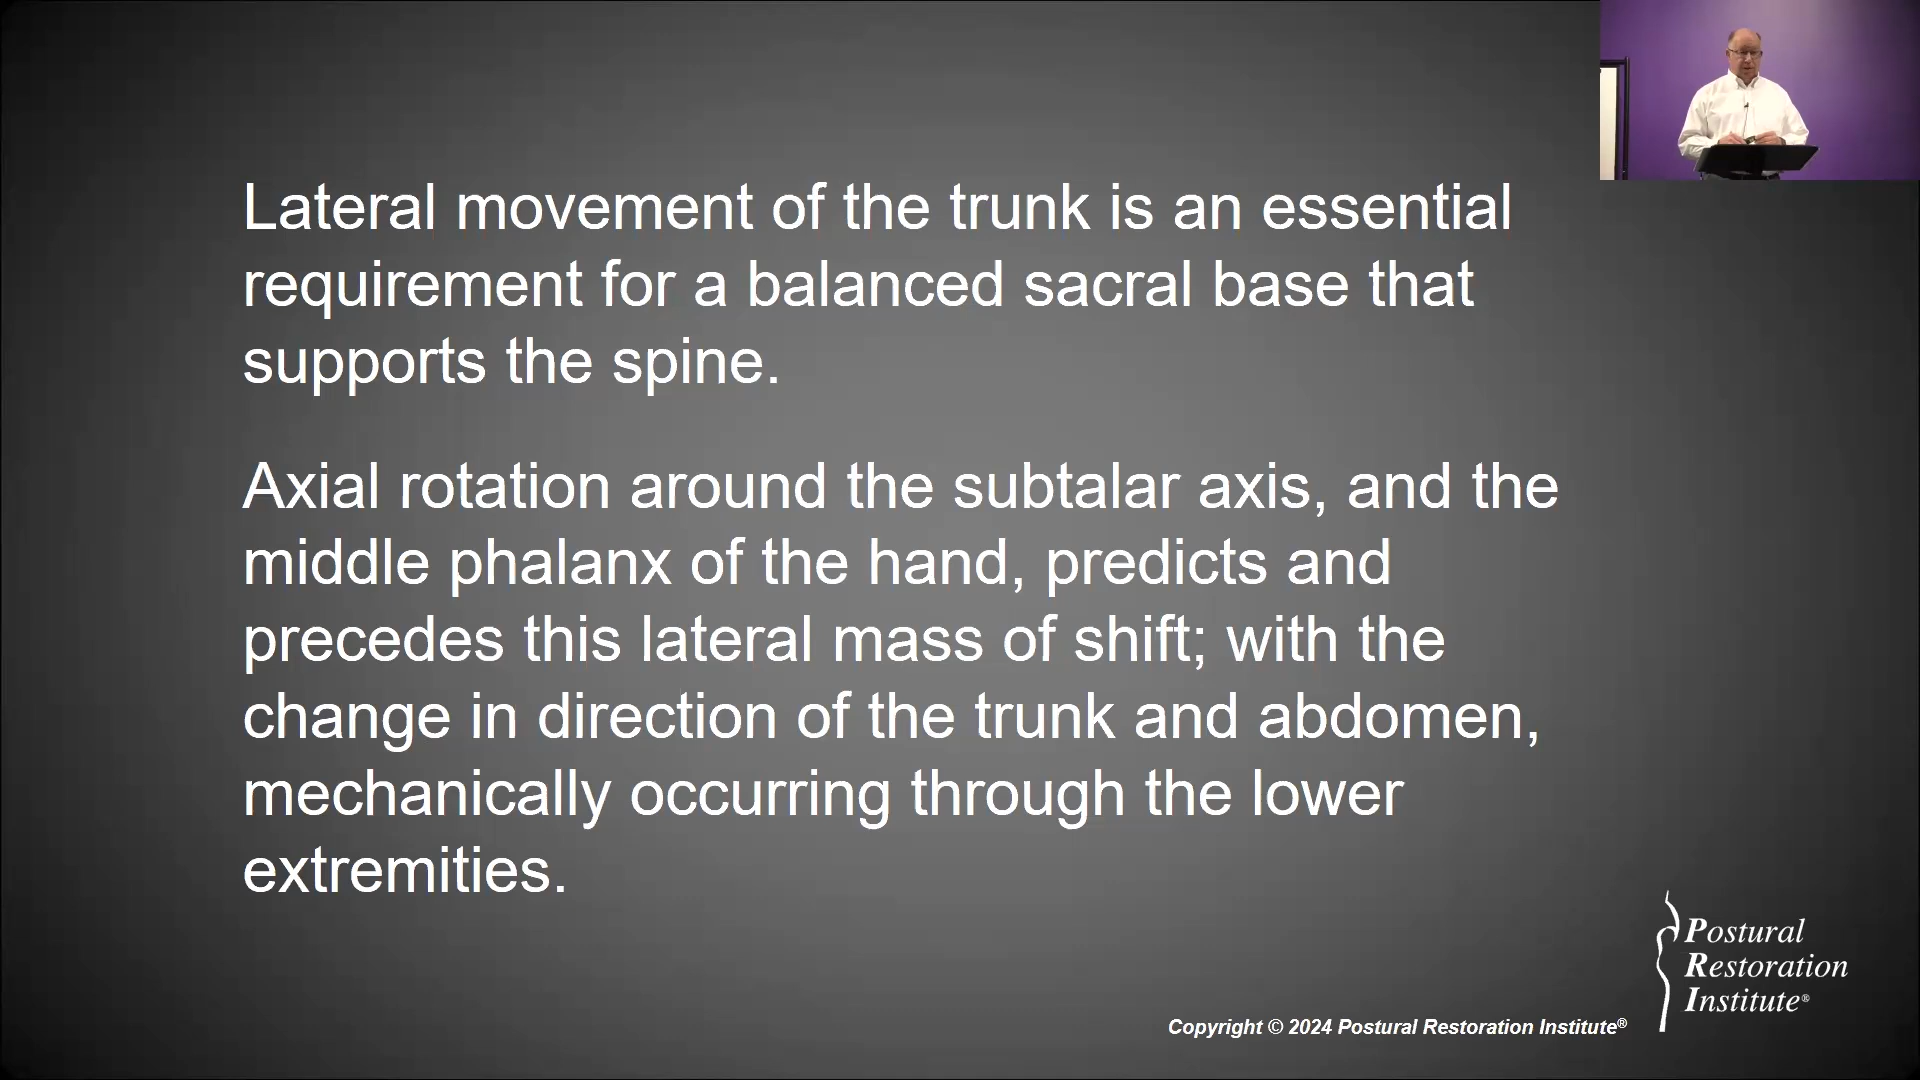 Lateral movement of the trunk is an essential
requirement for a balanced sacral base that
supports the spine.
Axial rotation around the subtalar axis, and the
middle phalanx of the hand, predicts and
precedes this lateral mass of shift; with the
change in direction of the trunk and abdomen,
mechanically occurring through the lower
extremities.
Postural
Restoration
Institute®
Copyright © 2024 Postural Restoration Institute®